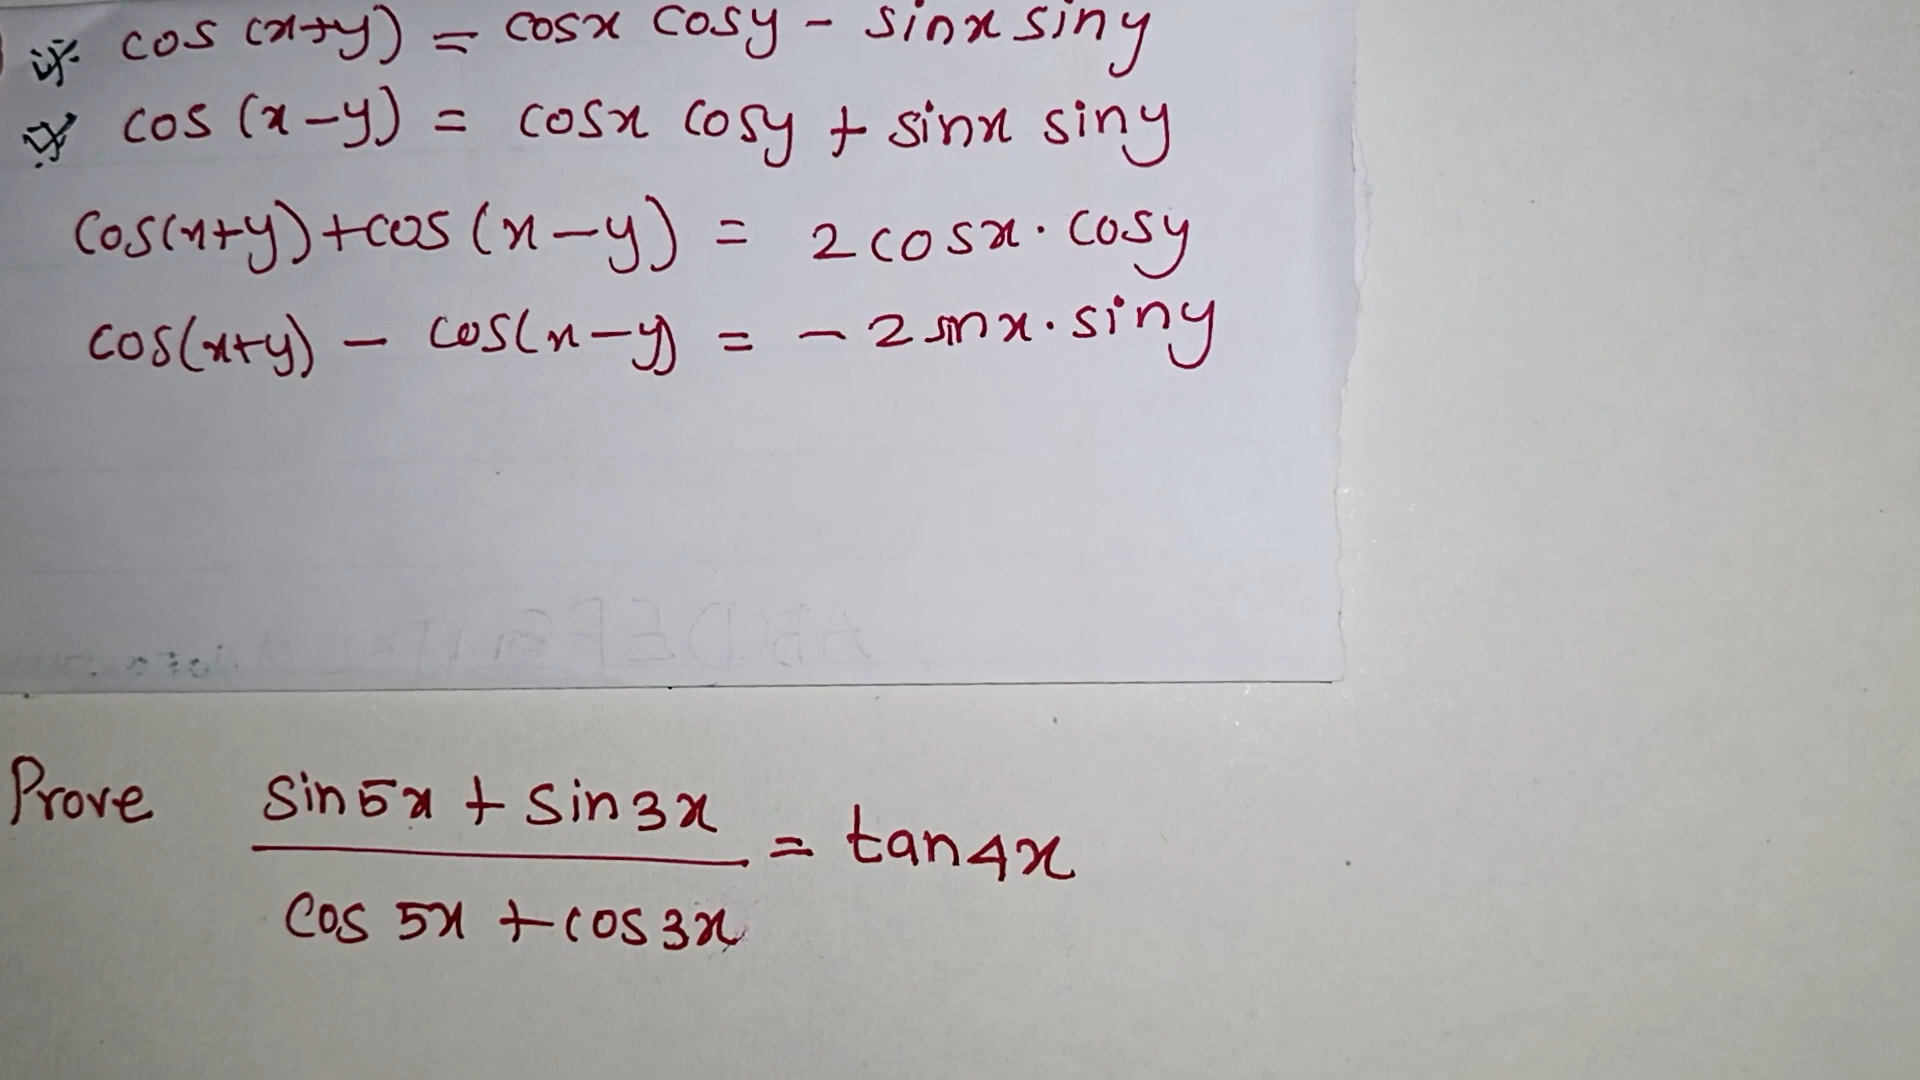 cos (x+y) = cosx cosy - sinx siny
cos (x-y) = cosx cosy + sinx siny
cos(x+y)+cos (x-y) = 2cosx·cosy
cos(x+y) - cos(x-y) = -2sinx·siny
Prove sin5x + sin3x / cos 5x + cos3x = tan4x